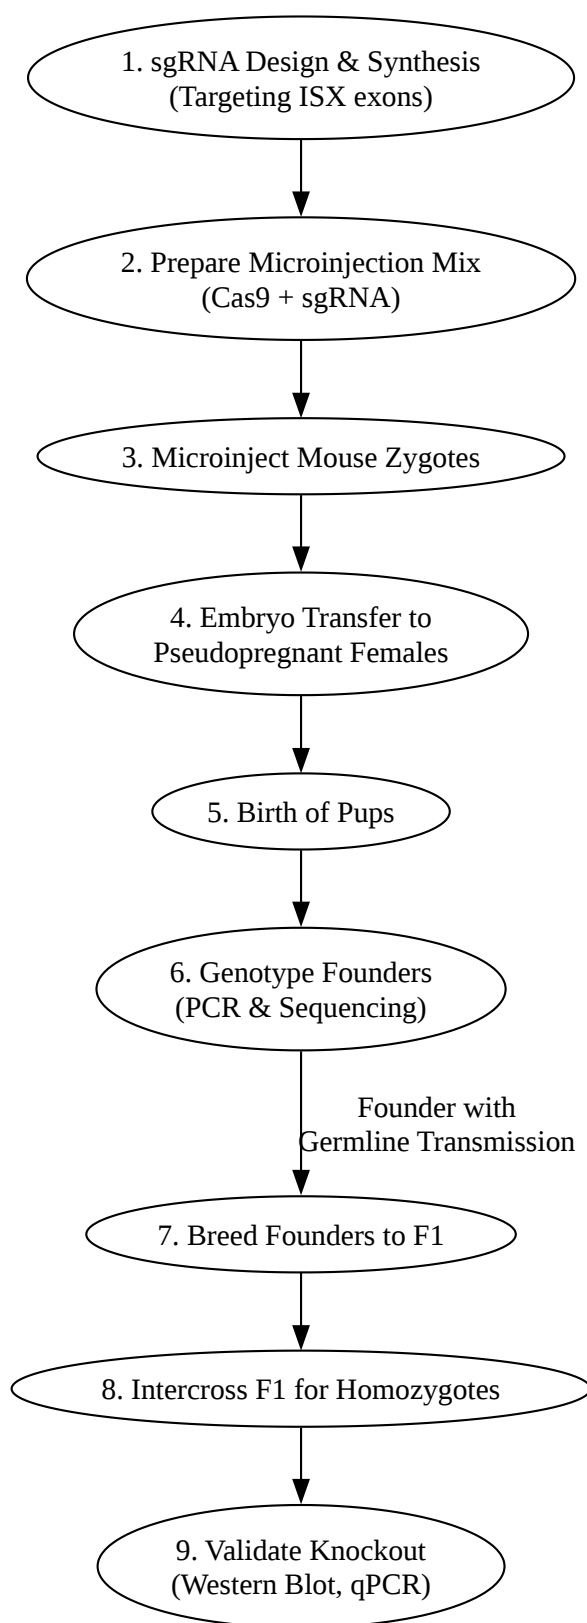 1. sgRNA Design & Synthesis
(Targeting ISX exons)
2. Prepare Microinjection Mix
(Cas9 + sgRNA)
3. Microinject Mouse Zygotes
4. Embryo Transfer to
Pseudopregnant Females
5. Birth of Pups
6. Genotype Founders
(PCR & Sequencing)
Founder with
Germline Transmission
7. Breed Founders to F1
8. Intercross F1 for Homozygotes
9. Validate Knockout
(Western Blot, qPCR)